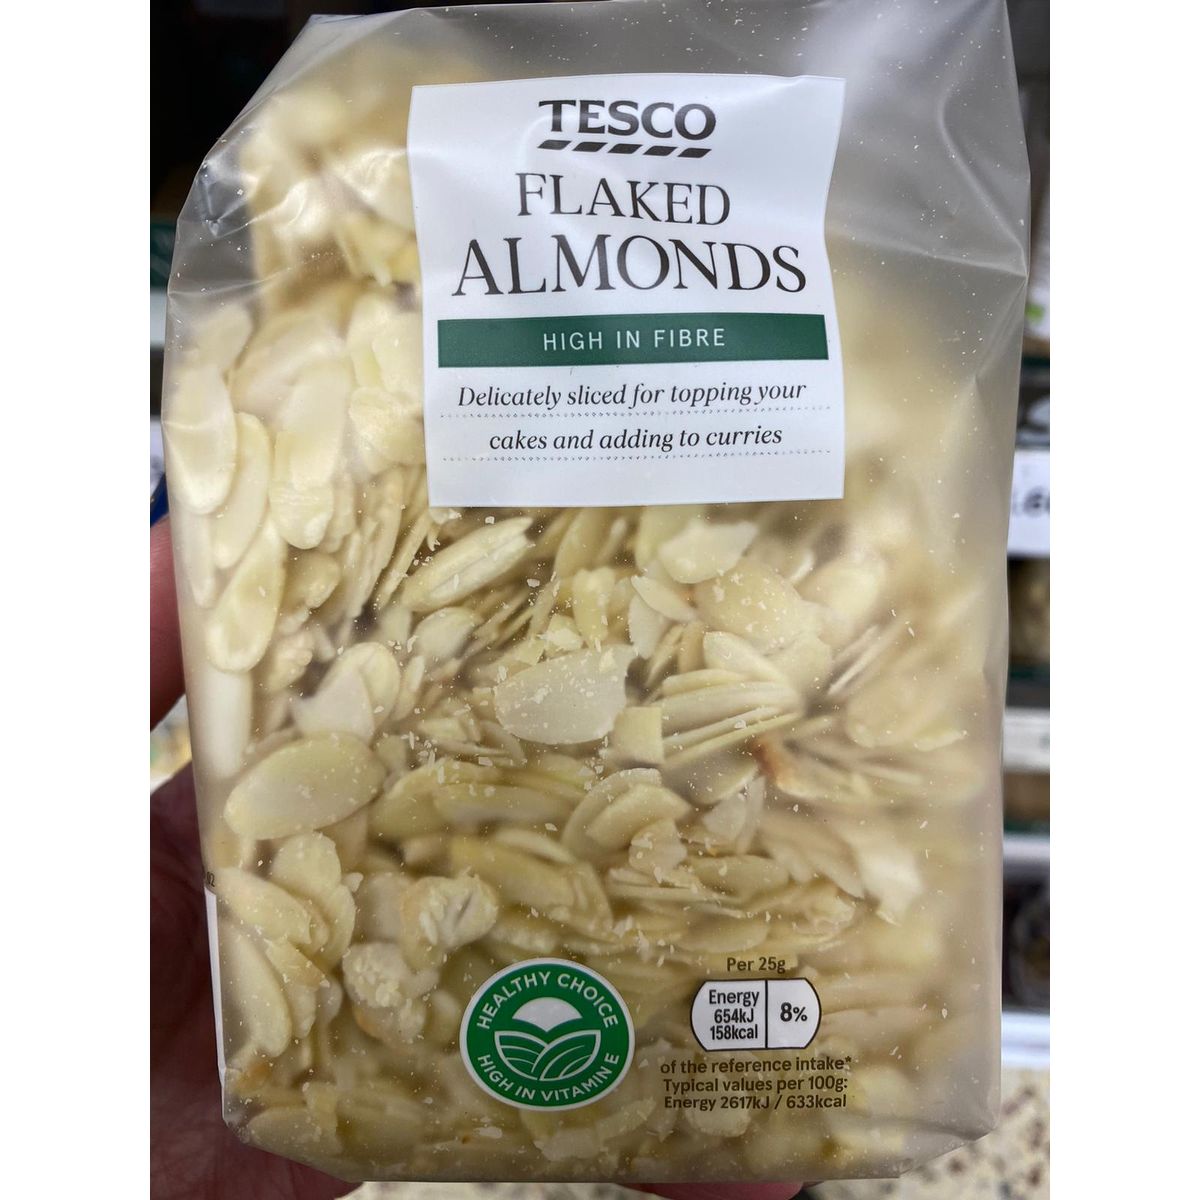 TESCO
FLAKED
ALMONDS
HIGH IN FIBRE
Delicately sliced for topping your
cakes and adding to curries
HEALTHY CHOICE
HIGH IN VITAMIN E
Per 25g
Energy
654kJ
158kcal
8%
of the reference intake*
Typical values per 100g:
Energy 2617kJ / 633kcal